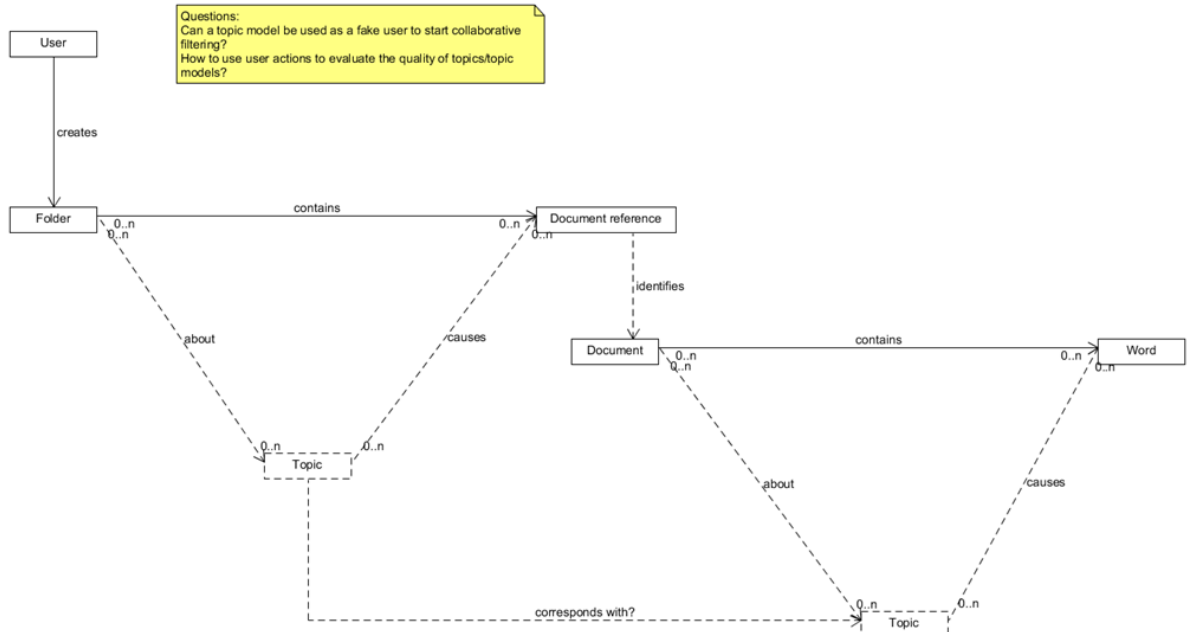 Questions:
Can a topic model be used as a fake user to start collaborative
filtering?
How to use user actions to evaluate the quality of topics/topic
models?
User
creates
Folder
contains
Document reference
0..n
0..n
0..n
0..n
identifies
about
causes
Document
contains
Word
0..n
0..n
0..n
0..n
0..n
0..n
Topic
about
causes
0..n
0..n
corresponds with?
Topic